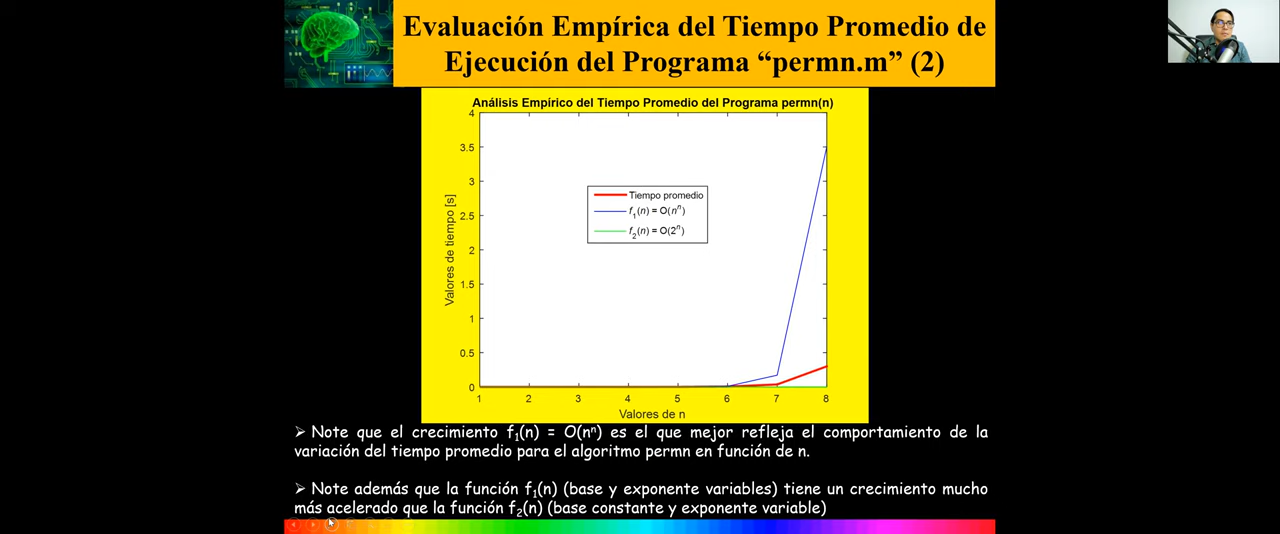 Evaluación Empírica del Tiempo Promedio de
Ejecución del Programa “permn.m” (2)
Análisis Empírico del Tiempo Promedio del Programa permn(n)
4
3.5
3
2.5
2
1.5
1
0.5
0
Valores de tiempo [s]
Tiempo promedio
f₁(n) = O(nⁿ)
f₂(n) = O(2ⁿ)
1 2 3 4 5 6 7 8
Valores de n
➢ Note que el crecimiento f₁(n) = O(nⁿ) es el que mejor refleja el comportamiento de la
variación del tiempo promedio para el algoritmo permn en función de n.
➢ Note además que la función f₁(n) (base y exponente variables) tiene un crecimiento mucho
más acelerado que la función f₂(n) (base constante y exponente variable)